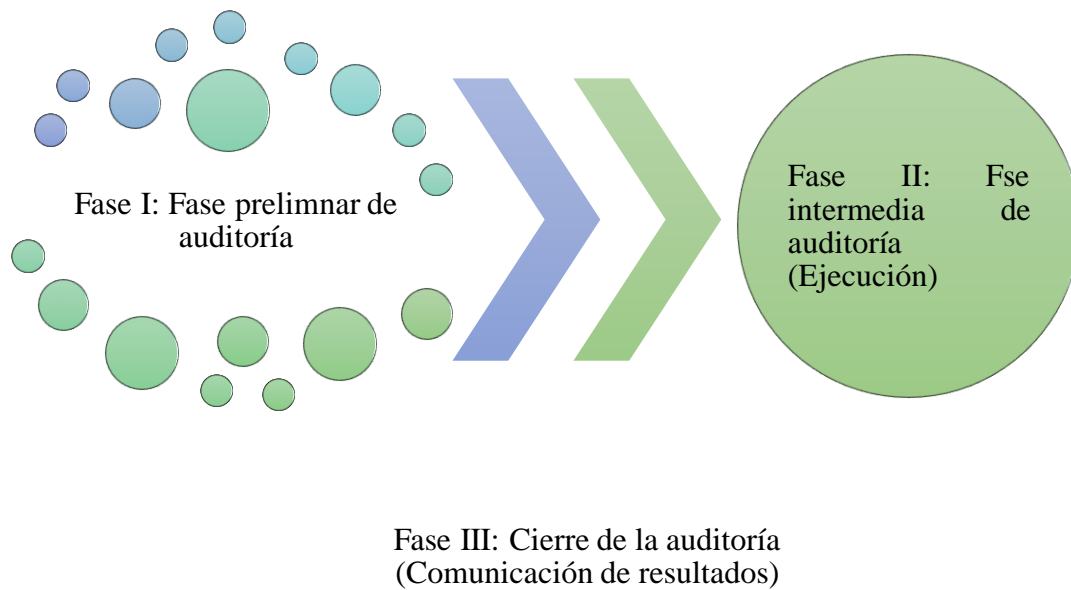 Fase I: Fase prelimnar de
auditoría
Fase II: Fse
intermedia de
auditoría
(Ejecución)
Fase III: Cierre de la auditoría
(Comunicación de resultados)